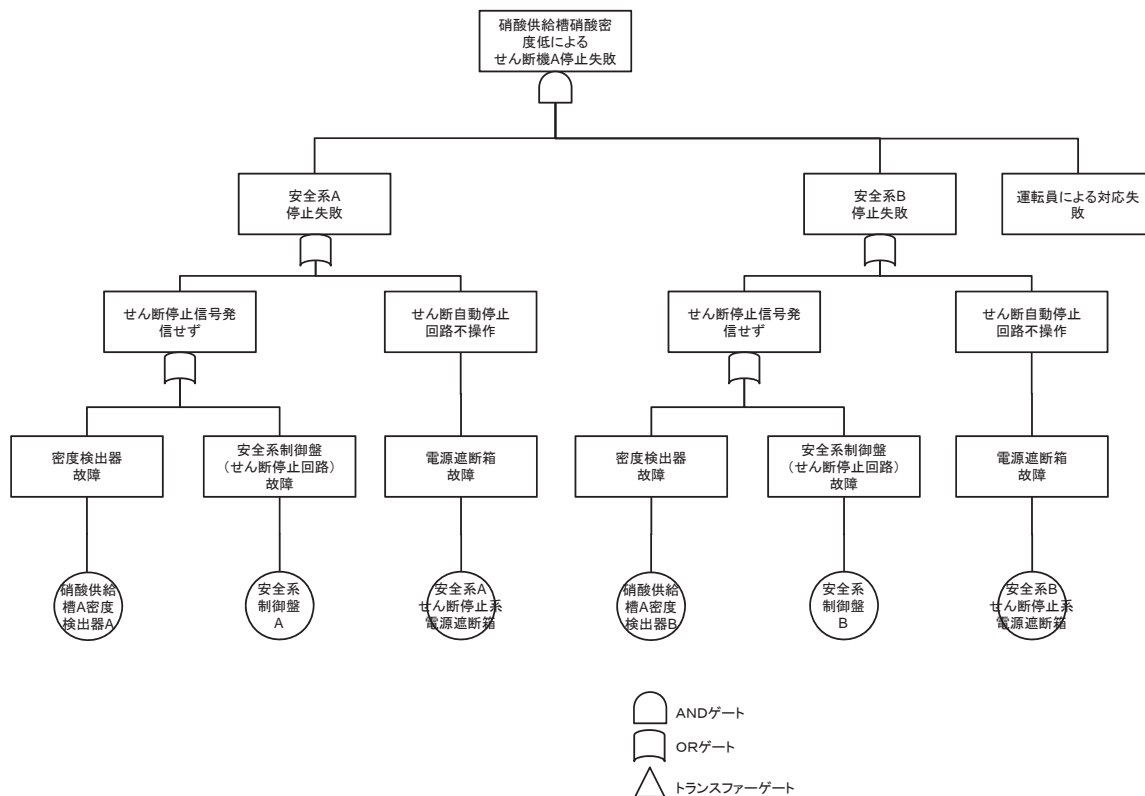 硝酸供給槽硝酸密
度低による
せん断機A停止失敗
安全系A
停止失敗
安全系B
停止失敗
運転員による対応失
敗
せん断停止信号発
信せず
せん断自動停止
回路不操作
せん断停止信号発
信せず
せん断自動停止
回路不操作
密度検出器
故障
安全系制御盤
（せん断停止回路）
故障
電源遮断箱
故障
密度検出器
故障
安全系制御盤
（せん断停止回路）
故障
電源遮断箱
故障
硝酸供給
槽A密度
検出器A
安全系
制御盤
A
安全系A
せん断停止系
電源遮断箱
硝酸供給
槽A密度
検出器B
安全系
制御盤
B
安全系B
せん断停止系
電源遮断箱
ANDゲート
ORゲート
トランスファーゲート